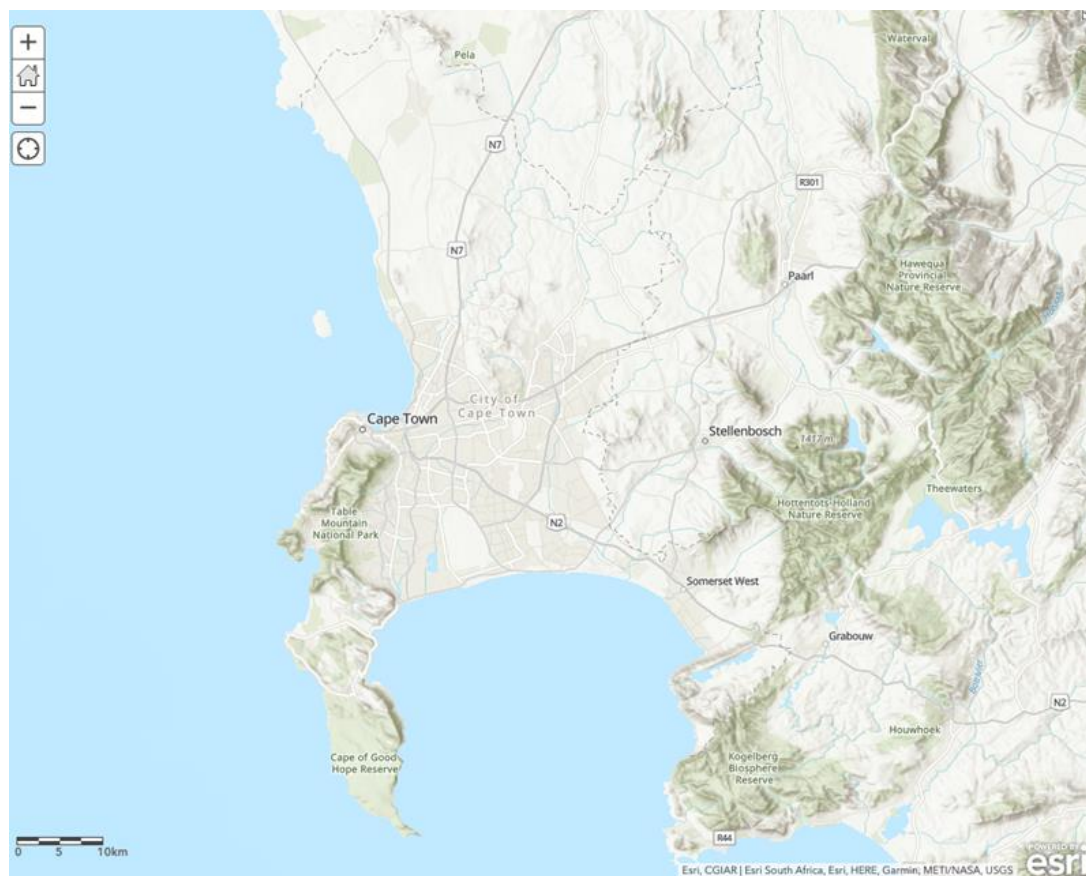 +
−
Pela
Waterval
N7
R301
N7
Hawequa
Provincial
Nature Reserve
Paarl
City of
Cape Town
Cape Town
1417 m
Stellenbosch
Theewaters
Hottentots-Holland
Nature Reserve
Table
Mountain
National Park
N2
Somerset West
Grabouw
N2
Houwhoek
Cape of Good
Hope Reserve
Kogelberg
Biosphere
Reserve
R44
0 5 10km
POWERED BY
esri
Esri, CGIAR | Esri South Africa, Esri, HERE, Garmin, METI/NASA, USGS